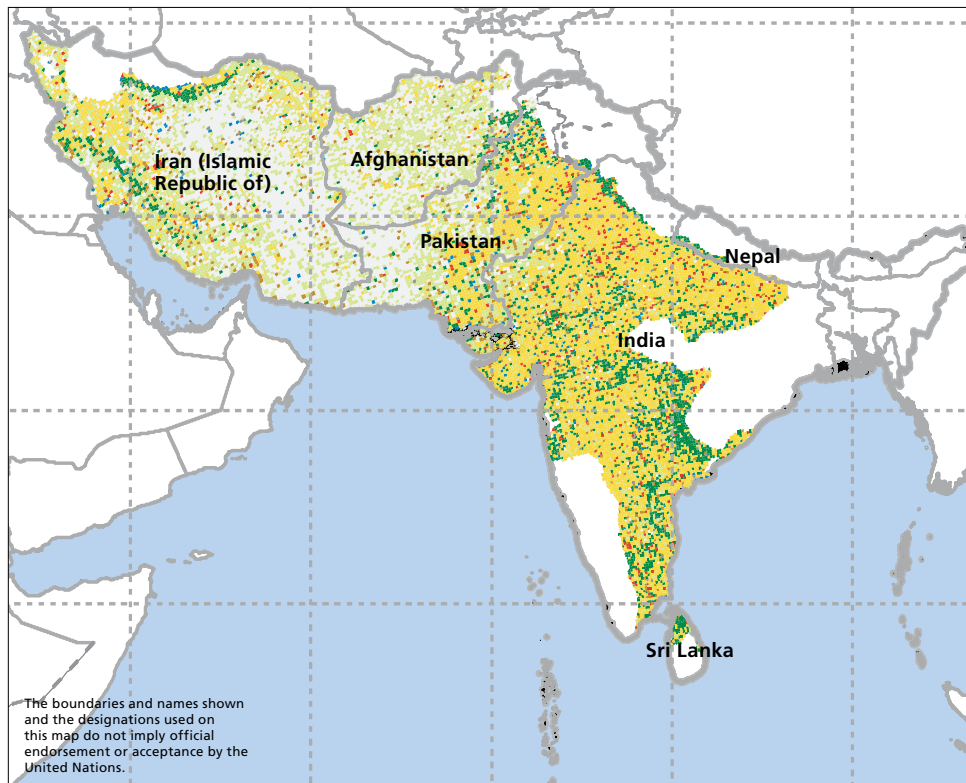 Iran (Islamic
Republic of)
Afghanistan
Pakistan
Nepal
India
Sri Lanka
The boundaries and names shown
and the designations used on
this map do not imply official
endorsement or acceptance by the
United Nations.